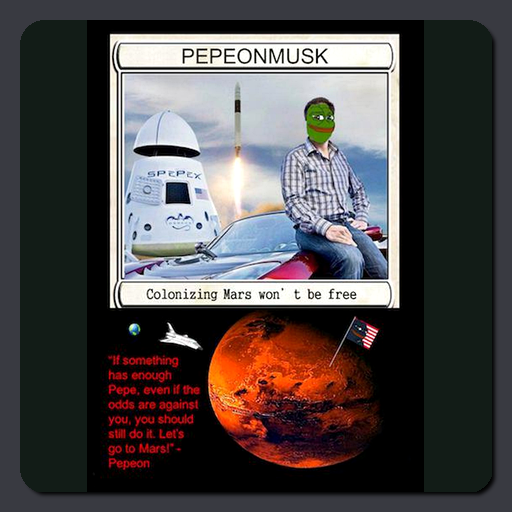 PEPEONMUSK
SPEPEX
Colonizing Mars won't be free
"If something
has enough
Pepe, even if the
odds are against
you, you should
still do it. Let's
go to Mars!" -
Pepeon